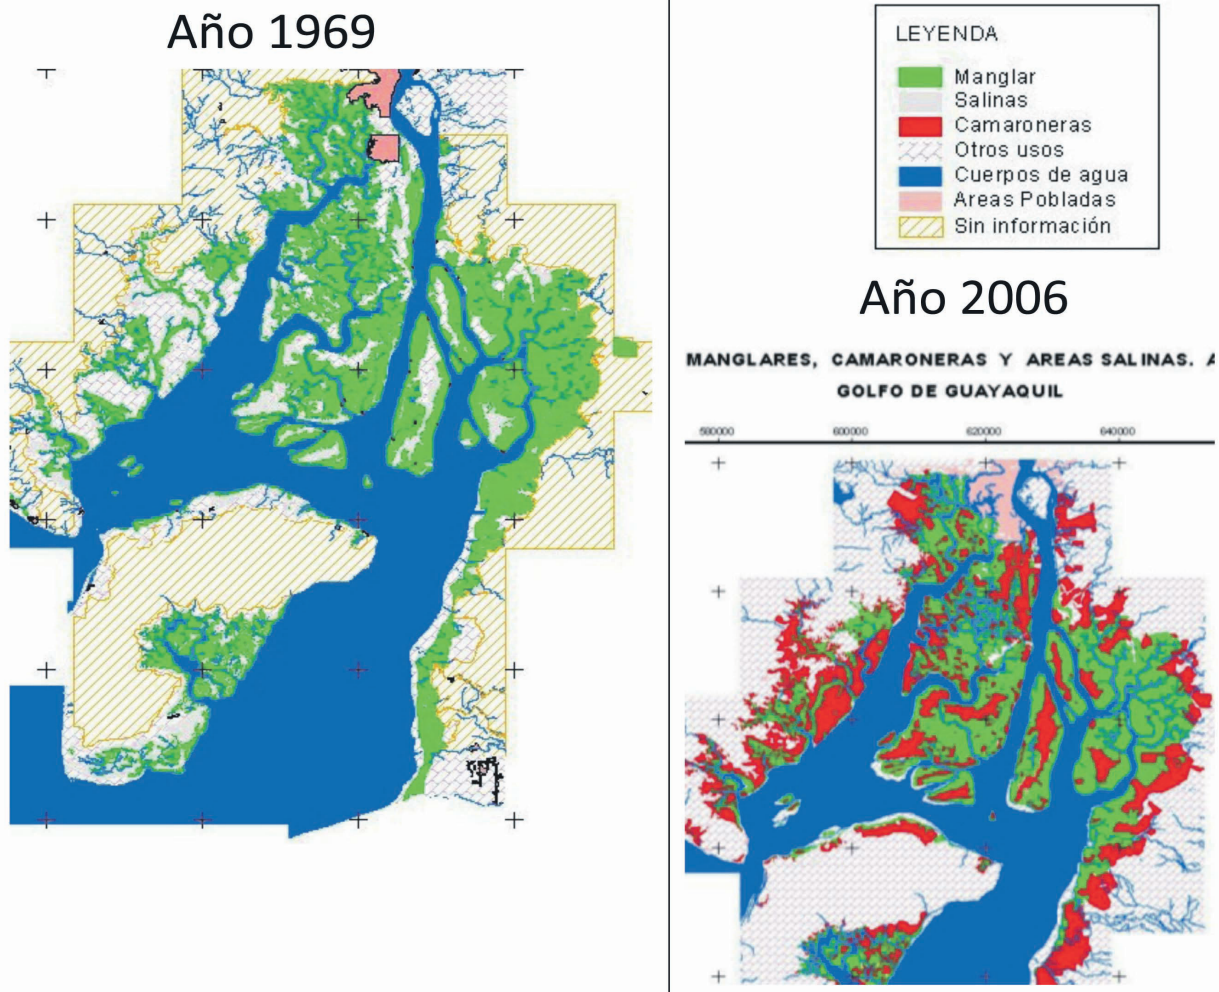 Año 1969
LEYENDA
Manglar
Salinas
Camaroneras
Otros usos
Cuerpos de agua
Areas Pobladas
Sin información
Año 2006
MANGLARES, CAMARONERAS Y AREAS SALINAS. A
GOLFO DE GUAYAQUIL
580000 600000 620000 640000